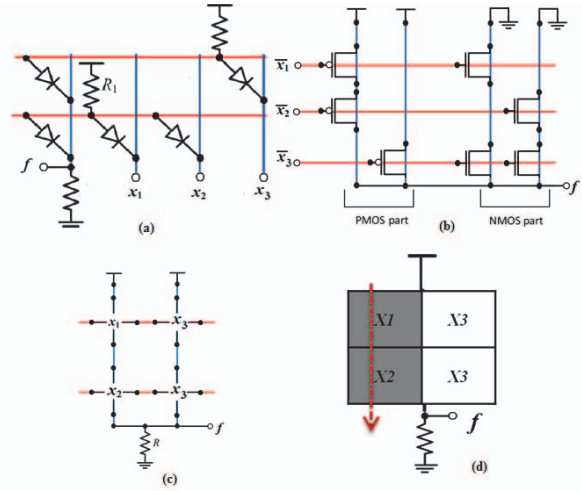 R1
f
x1 x2 x3
(a)
x̄1
x̄2
x̄3
f
PMOS part NMOS part
(b)
x1 x3
x2 x3
R
f
(c)
X1 X3
X2 X3
f
(d)